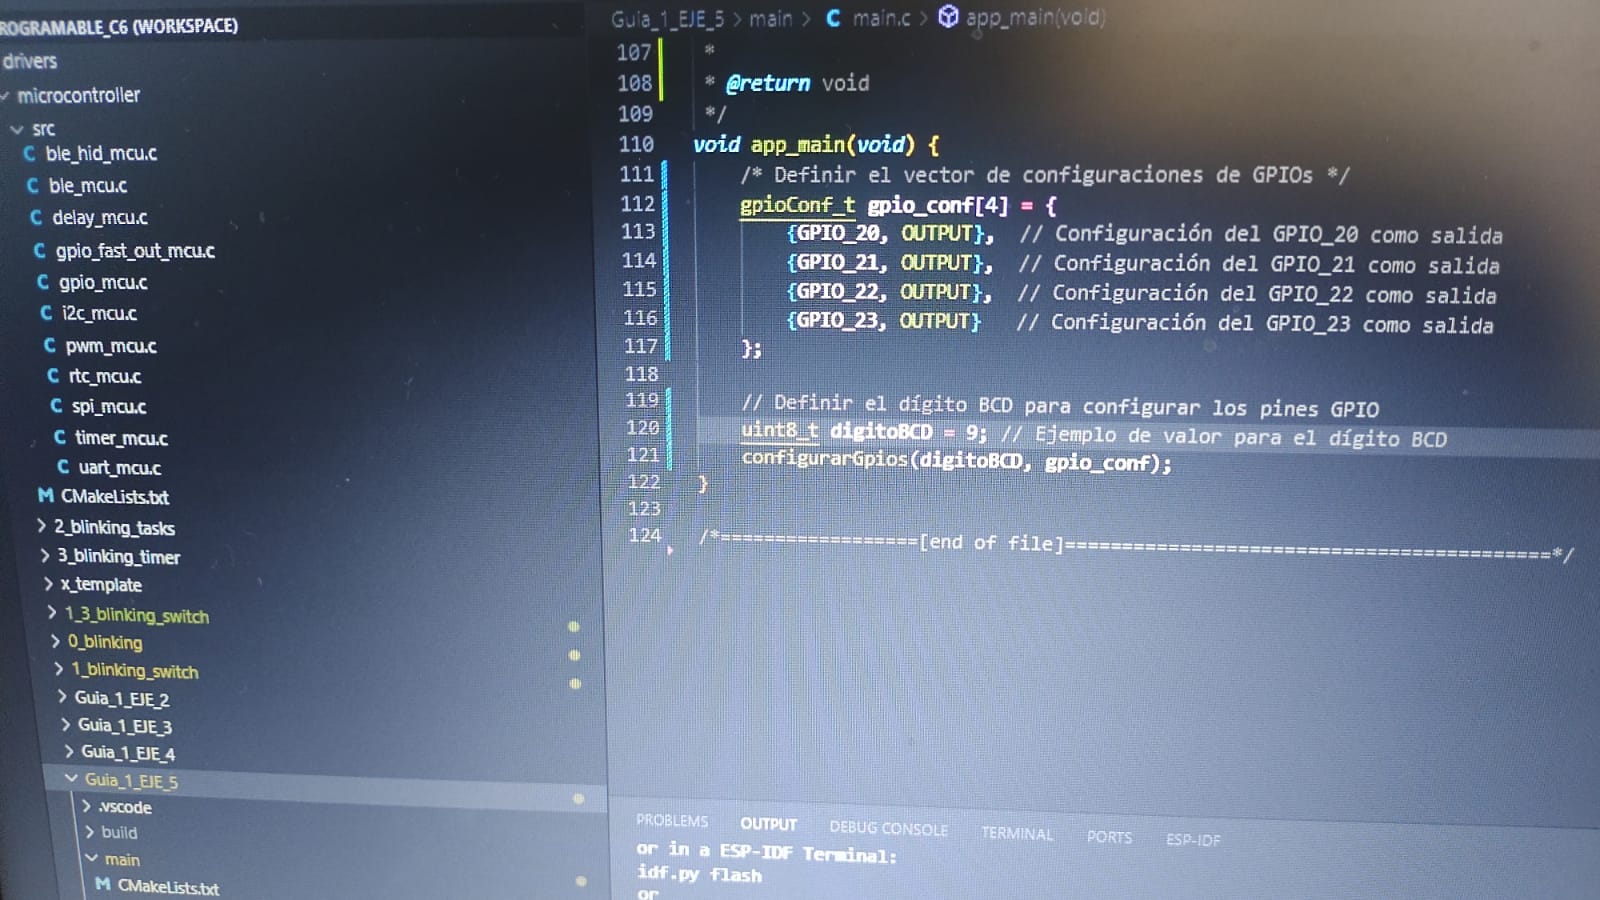 ROGRAMABLE_C6 (WORKSPACE)
drivers
microcontroller
src
C ble_hid_mcu.c
C ble_mcu.c
C delay_mcu.c
C gpio_fast_out_mcu.c
C gpio_mcu.c
C i2c_mcu.c
C pwm_mcu.c
C rtc_mcu.c
C spi_mcu.c
C timer_mcu.c
C uart_mcu.c
M CMakeLists.txt
> 2_blinking_tasks
> 3_blinking_timer
> x_template
> 1_3_blinking_switch
> 0_blinking
> 1_blinking_switch
> Guia_1_EJE_2
> Guia_1_EJE_3
> Guia_1_EJE_4
Guia_1_EJE_5
> .vscode
> build
main
M CMakeLists.txt
Guia_1_EJE_5 > main > C main.c > app_main(void)
107 *
108 * @return void
109 */
110 void app_main(void) {
111 /* Definir el vector de configuraciones de GPIOs */
112 gpioConf_t gpio_conf[4] = {
113 {GPIO_20, OUTPUT}, // Configuración del GPIO_20 como salida
114 {GPIO_21, OUTPUT}, // Configuración del GPIO_21 como salida
115 {GPIO_22, OUTPUT}, // Configuración del GPIO_22 como salida
116 {GPIO_23, OUTPUT} // Configuración del GPIO_23 como salida
117 };
118
119 // Definir el dígito BCD para configurar los pines GPIO
120 uint8_t digitoBCD = 9; // Ejemplo de valor para el dígito BCD
121 configurarGpios(digitoBCD, gpio_conf);
122 }
123
124 /*==================[end of file]============================================*/
PROBLEMS OUTPUT DEBUG CONSOLE TERMINAL PORTS ESP-IDF
or in a ESP-IDF Terminal:
idf.py flash
or